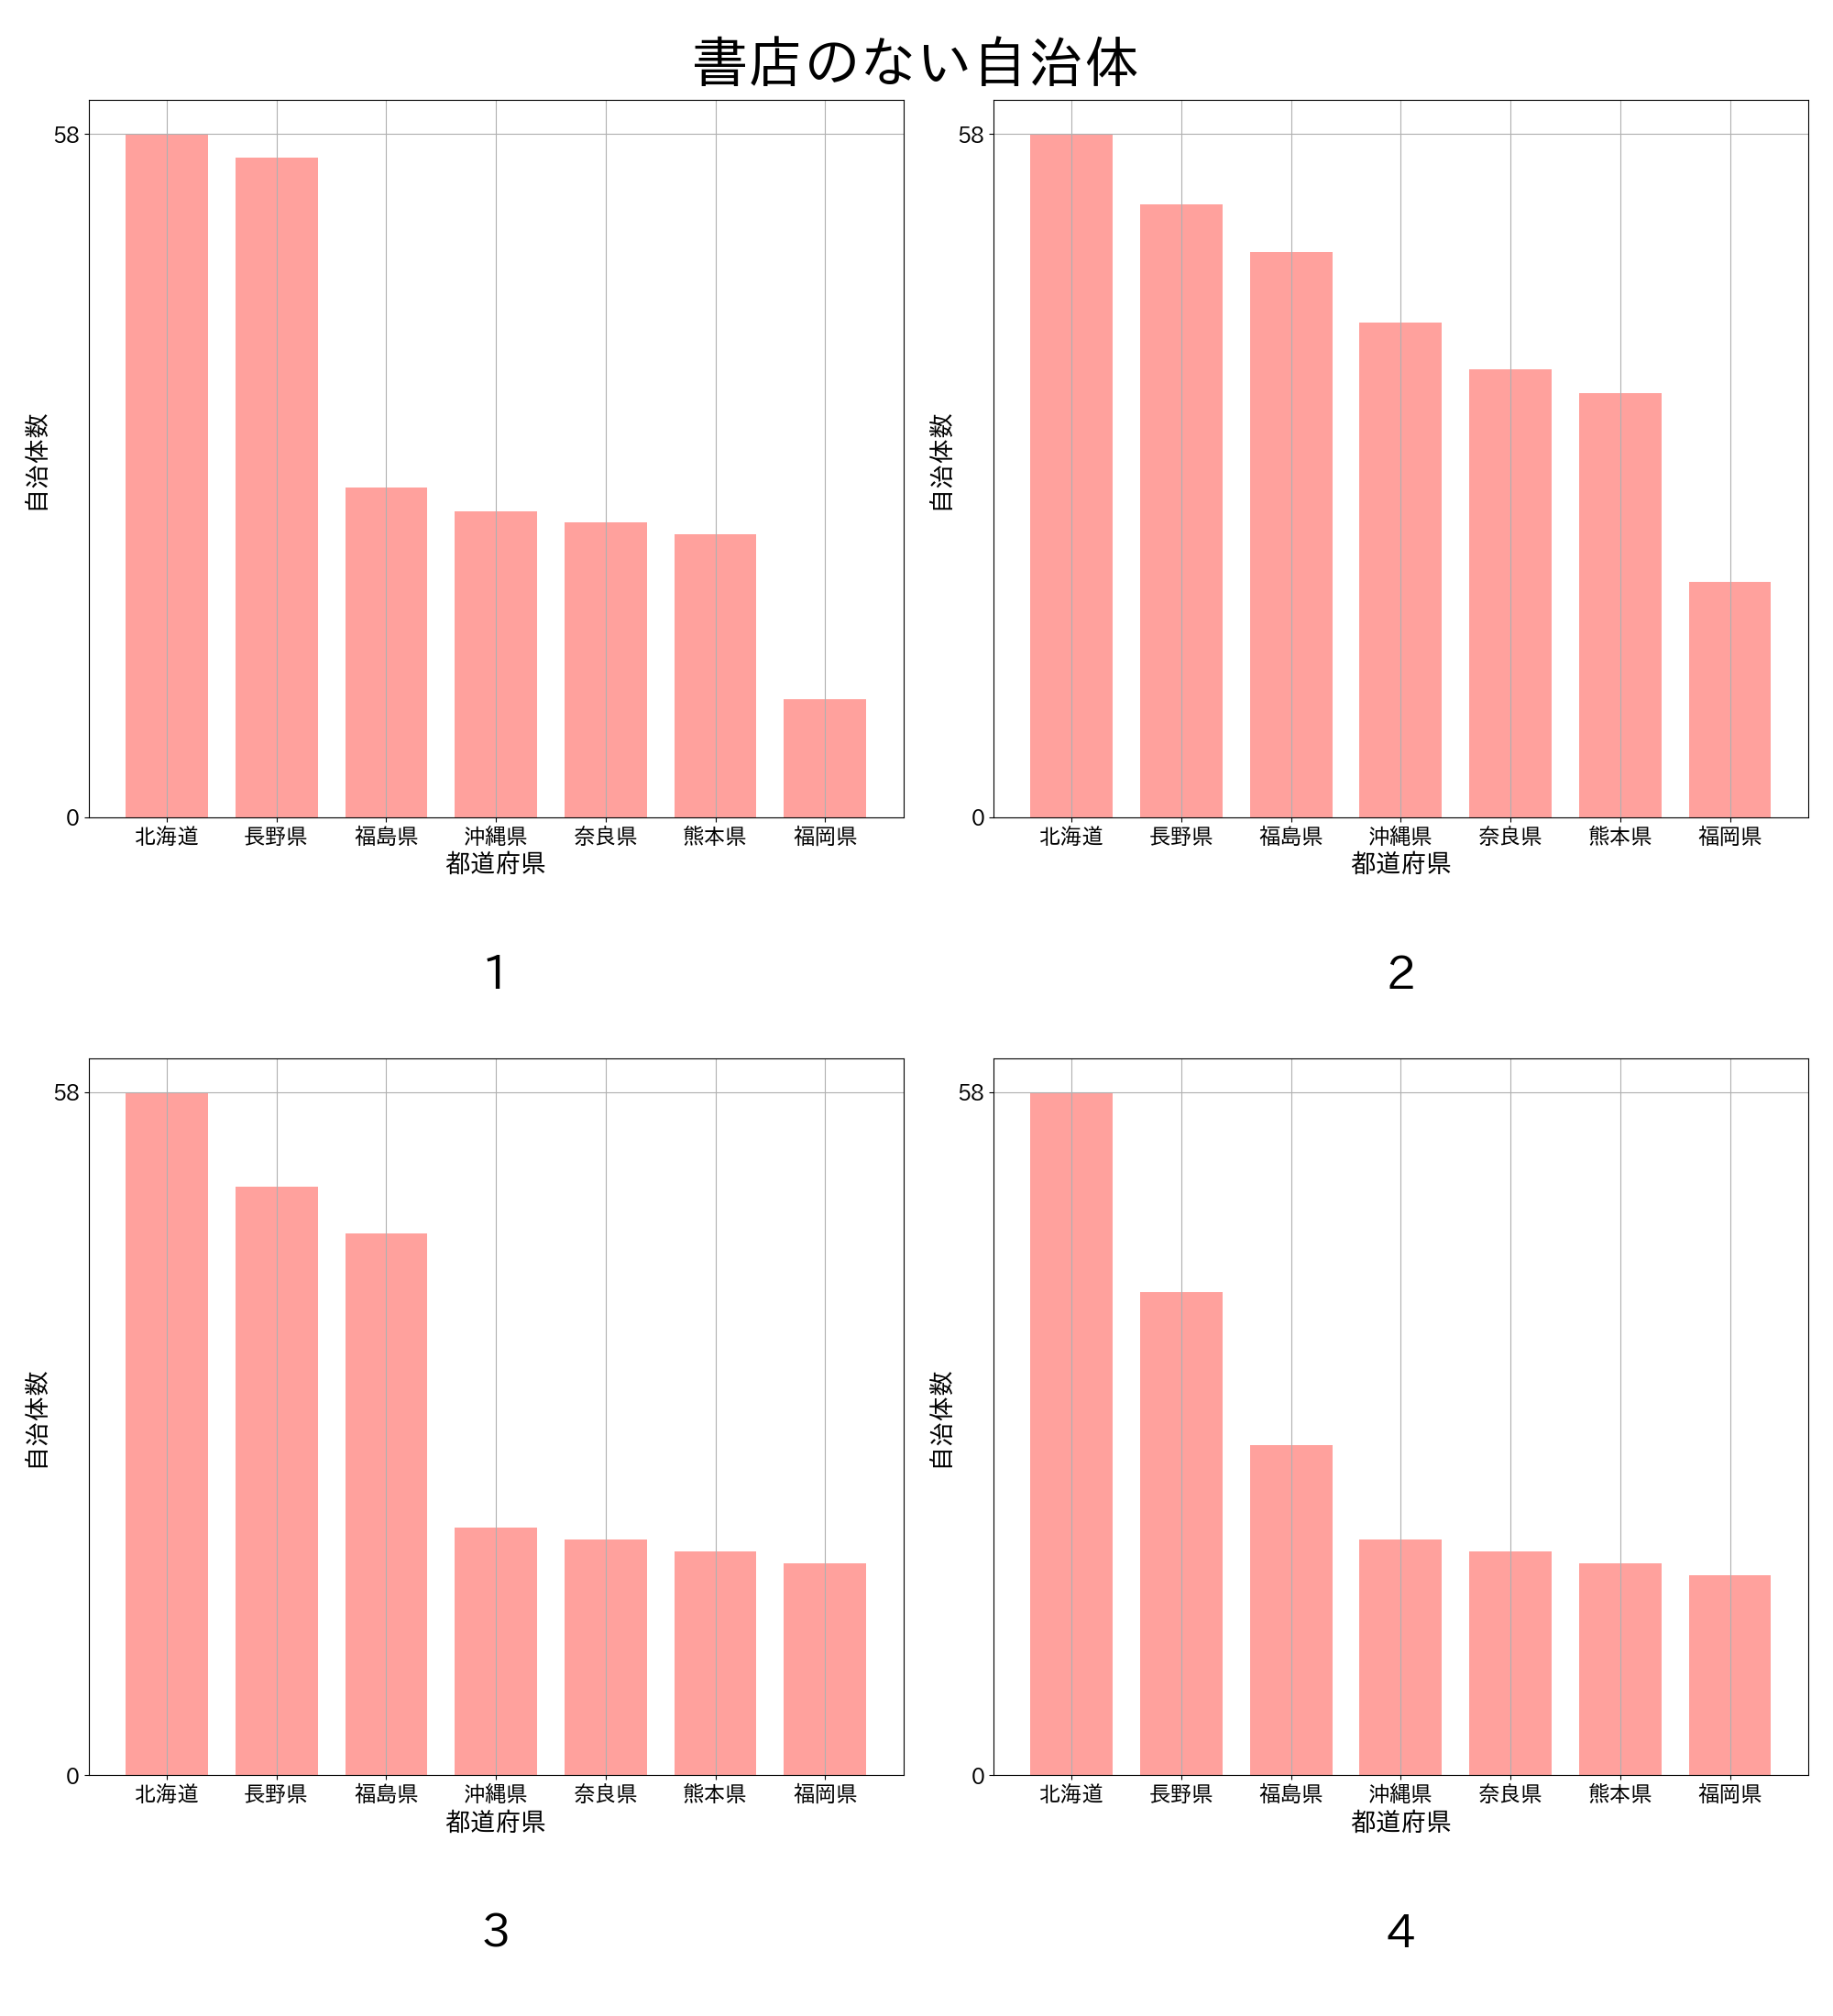 書店のない自治体
58
0
自治体数
北海道 長野県 福島県 沖縄県 奈良県 熊本県 福岡県
都道府県
1
58
0
自治体数
北海道 長野県 福島県 沖縄県 奈良県 熊本県 福岡県
都道府県
2
58
0
自治体数
北海道 長野県 福島県 沖縄県 奈良県 熊本県 福岡県
都道府県
3
58
0
自治体数
北海道 長野県 福島県 沖縄県 奈良県 熊本県 福岡県
都道府県
4